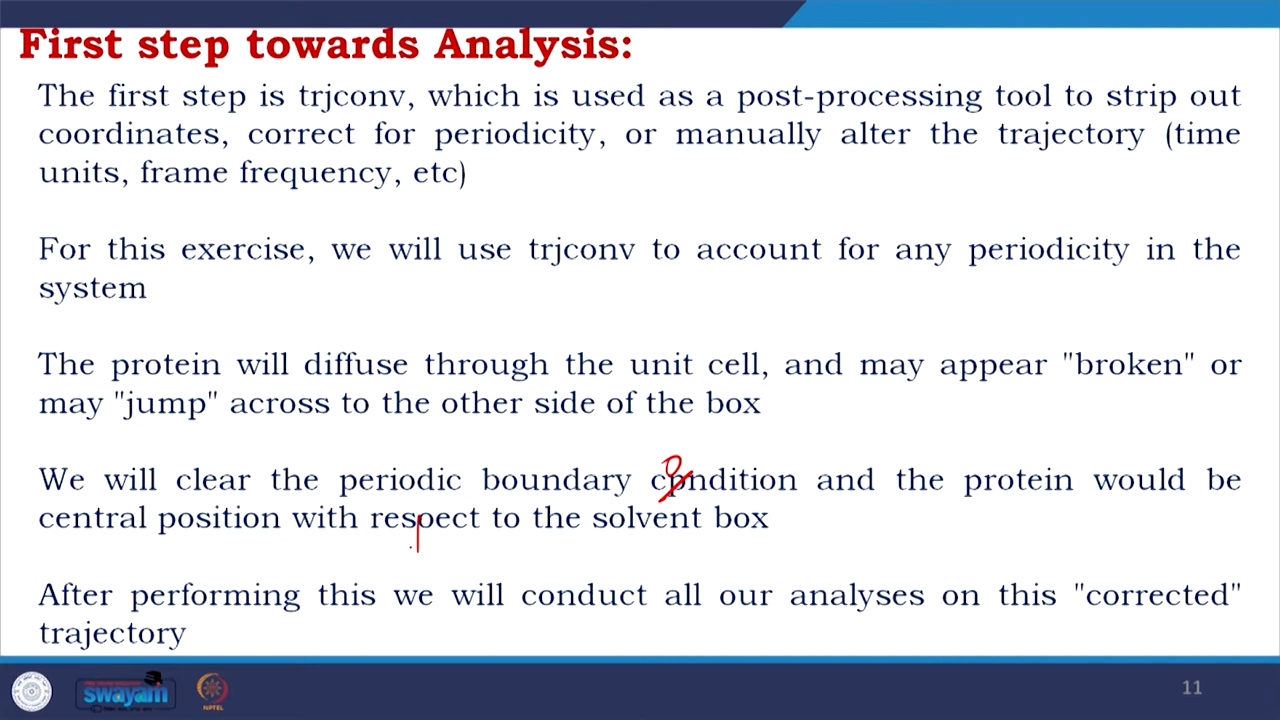 First step towards Analysis:
The first step is trjconv, which is used as a post-processing tool to strip out
coordinates, correct for periodicity, or manually alter the trajectory (time
units, frame frequency, etc)
For this exercise, we will use trjconv to account for any periodicity in the
system
The protein will diffuse through the unit cell, and may appear "broken" or
may "jump" across to the other side of the box
We will clear the periodic boundary cpndition and the protein would be
central position with respect to the solvent box
After performing this we will conduct all our analyses on this "corrected"
trajectory
swayam
NPTEL
11